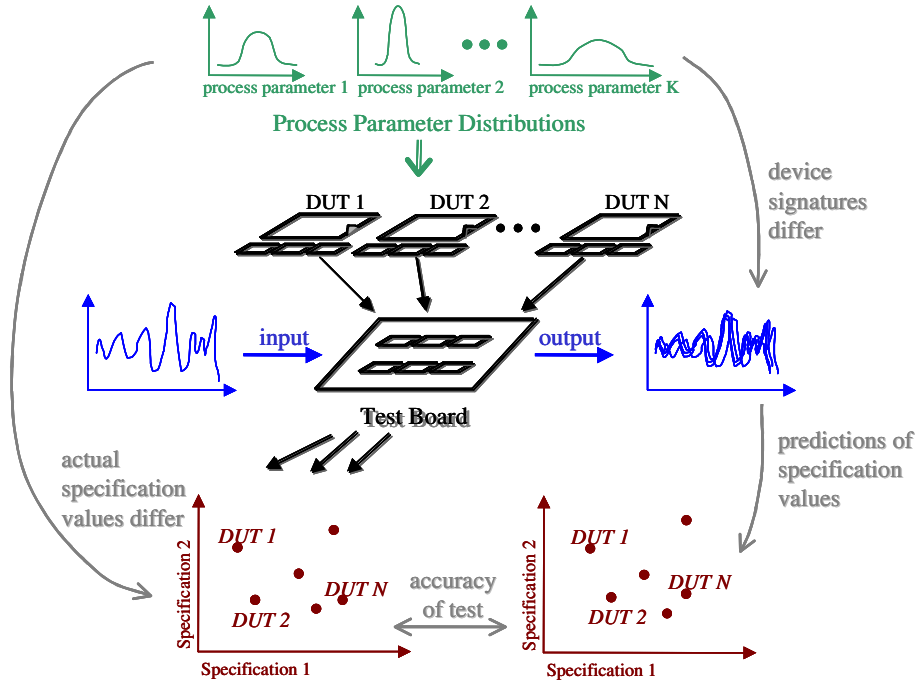 process parameter 1
process parameter 2
process parameter K
Process Parameter Distributions
DUT 1
DUT 2
DUT N
device
signatures
differ
input
output
Test Board
actual
specification
values differ
predictions of
specification
values
Specification 2
DUT 1
DUT 2
DUT N
Specification 1
accuracy
of test
Specification 2
DUT 1
DUT 2
DUT N
Specification 1